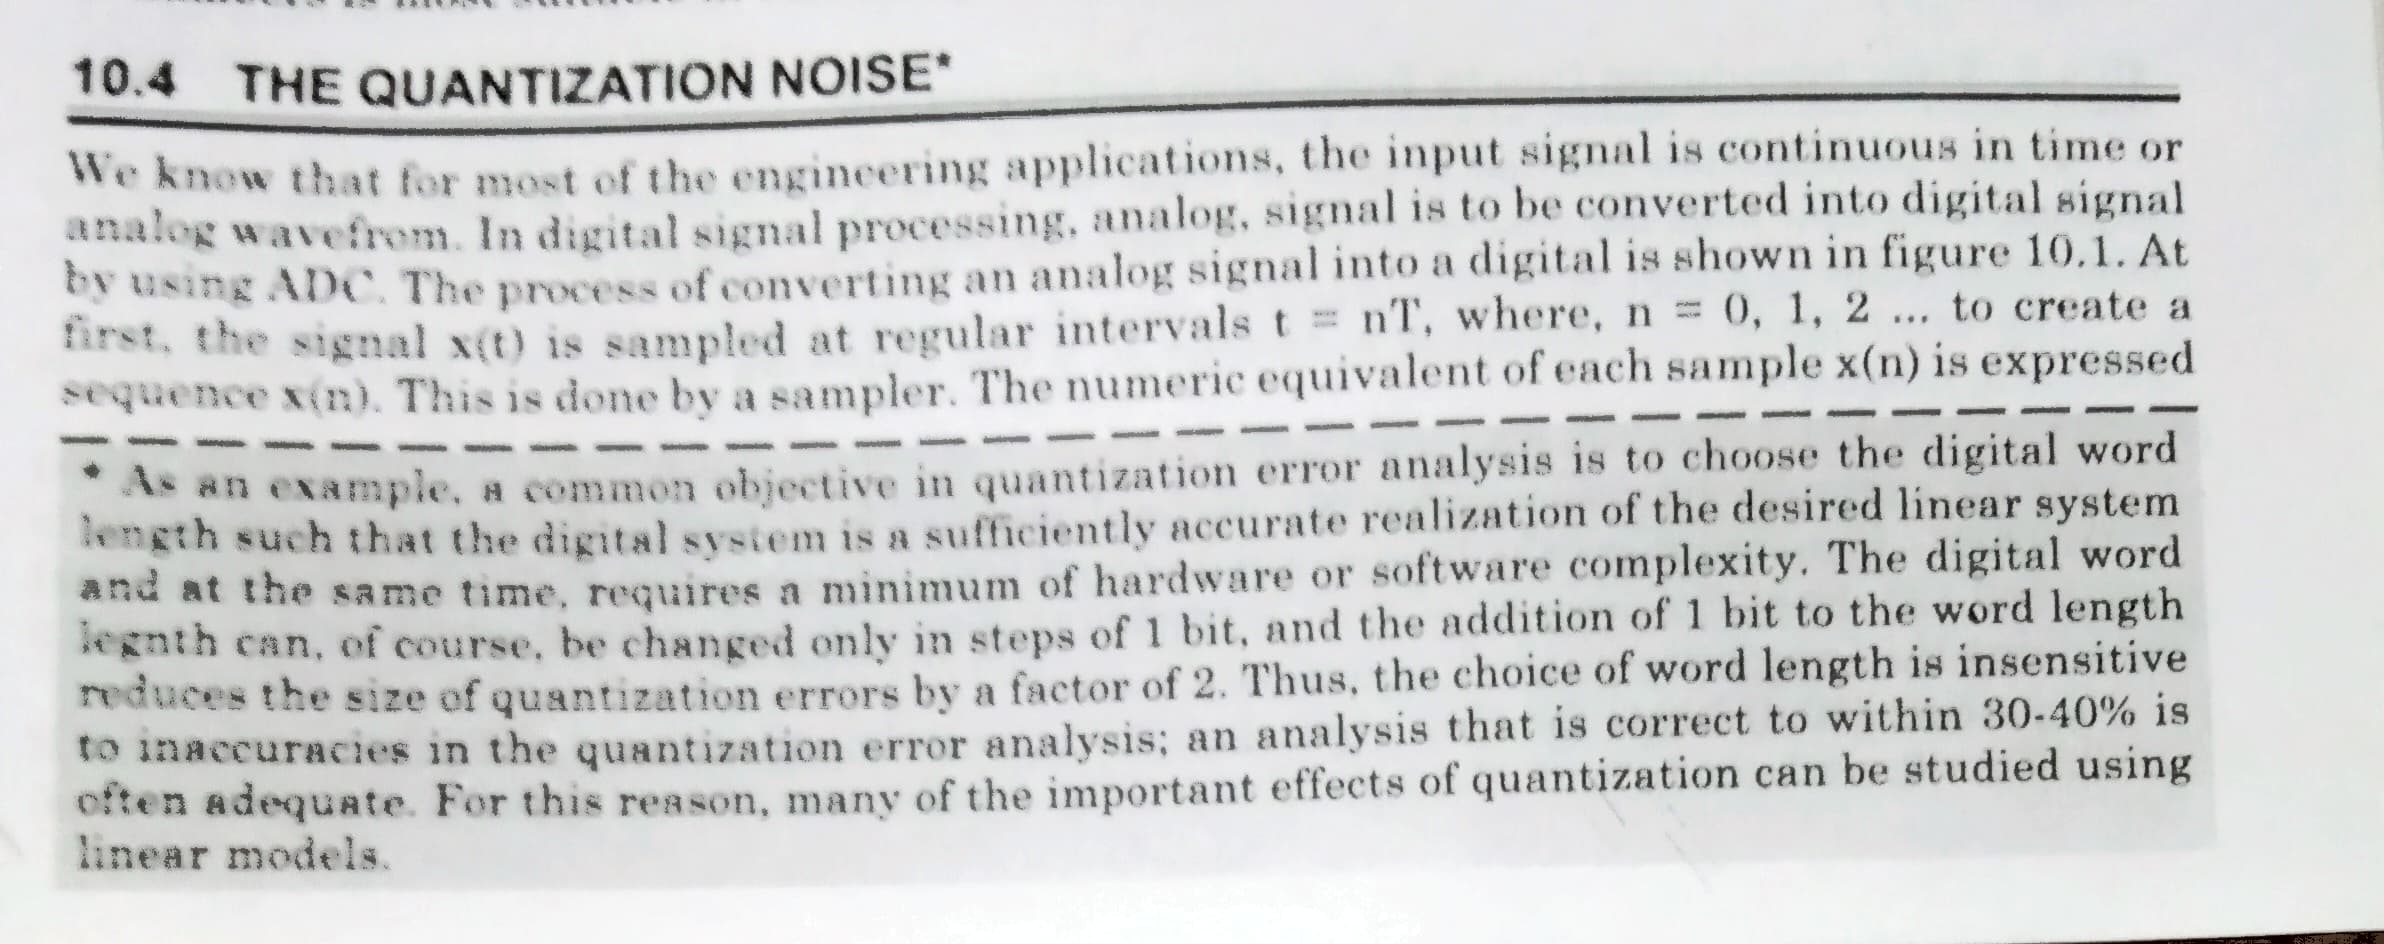 10.4 THE QUANTIZATION NOISE*
We know that for most of the engineering applications, the input signal is continuous in time or
analog wavefrom. In digital signal processing, analog, signal is to be converted into digital signal
by using ADC. The process of converting an analog signal into a digital is shown in figure 10.1. At
first, the signal x(t) is sampled at regular intervals t = nT, where, n = 0, 1, 2 ... to create a
sequence x(n). This is done by a sampler. The numeric equivalent of each sample x(n) is expressed
* As an example, a common objective in quantization error analysis is to choose the digital word
length such that the digital system is a sufficiently accurate realization of the desired linear system
and at the same time, requires a minimum of hardware or software complexity. The digital word
legnth can, of course, be changed only in steps of 1 bit, and the addition of 1 bit to the word length
reduces the size of quantization errors by a factor of 2. Thus, the choice of word length is insensitive
to inaccuracies in the quantization error analysis; an analysis that is correct to within 30-40% is
often adequate. For this reason, many of the important effects of quantization can be studied using
linear models.